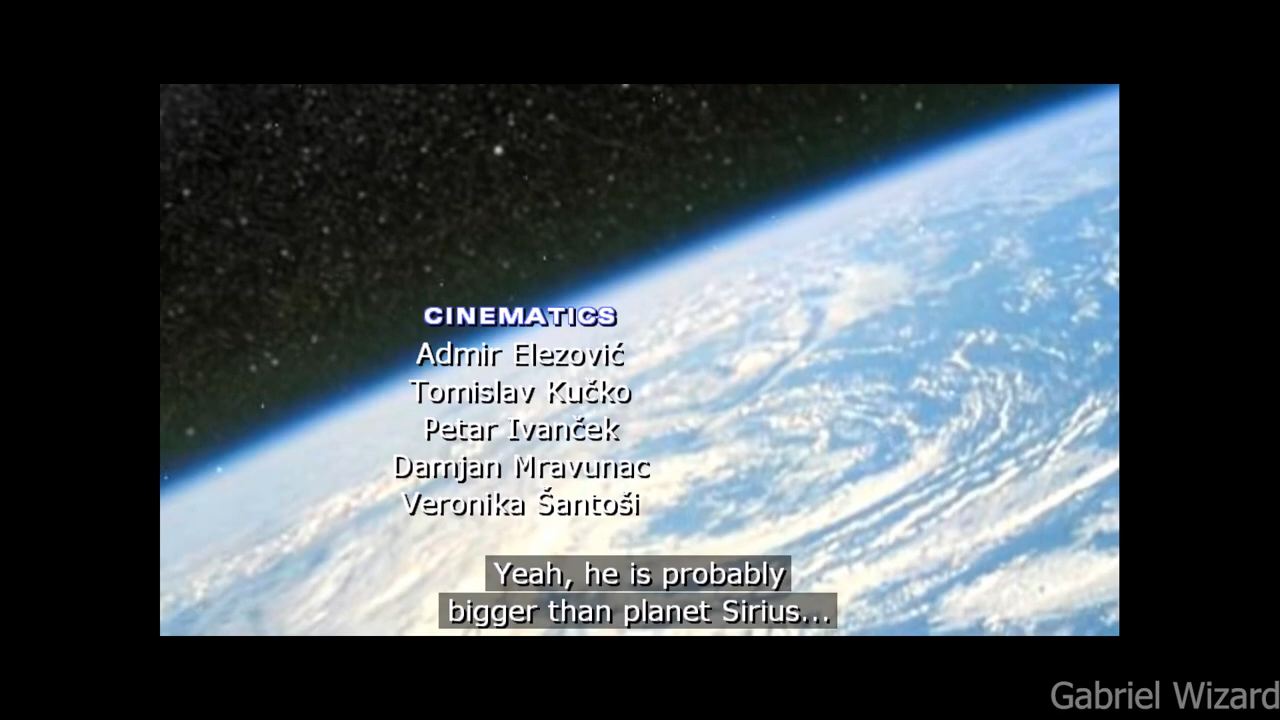 CINEMATICS
Admir Elezović
Tomislav Kučko
Petar Ivanček
Damjan Mravunac
Veronika Šantoši
Yeah, he is probably
bigger than planet Sirius...
Gabriel Wizard